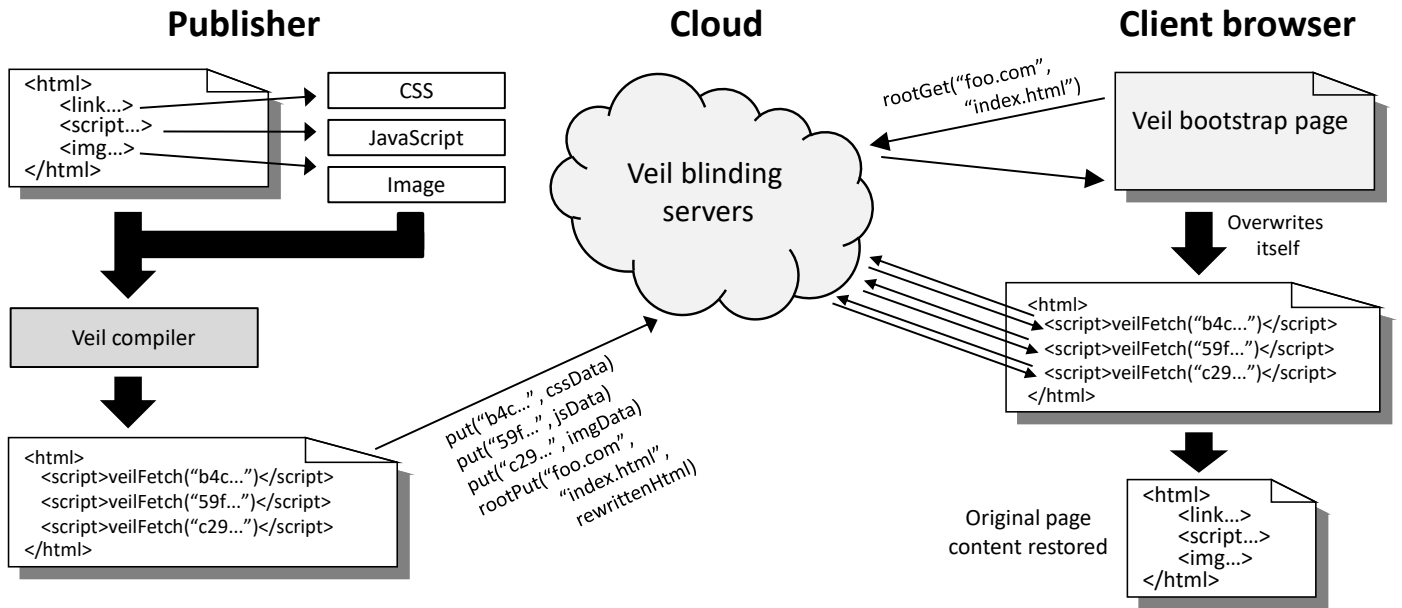 Publisher
<html>
<link...>
<script...>
<img...>
</html>
CSS
JavaScript
Image
Veil compiler
<html>
<script>veilFetch(“b4c...”)</script>
<script>veilFetch(“59f...”)</script>
<script>veilFetch(“c29...”)</script>
</html>
Cloud
Veil blinding
servers
put(“b4c...”, cssData)
put(“59f...”, jsData)
put(“c29...”, imgData)
rootPut(“foo.com”,
“index.html”,
rewrittenHtml)
Client browser
rootGet(“foo.com”,
“index.html”)
Veil bootstrap page
Overwrites
itself
<html>
<script>veilFetch(“b4c...”)</script>
<script>veilFetch(“59f...”)</script>
<script>veilFetch(“c29...”)</script>
</html>
Original page
content restored
<html>
<link...>
<script...>
<img...>
</html>